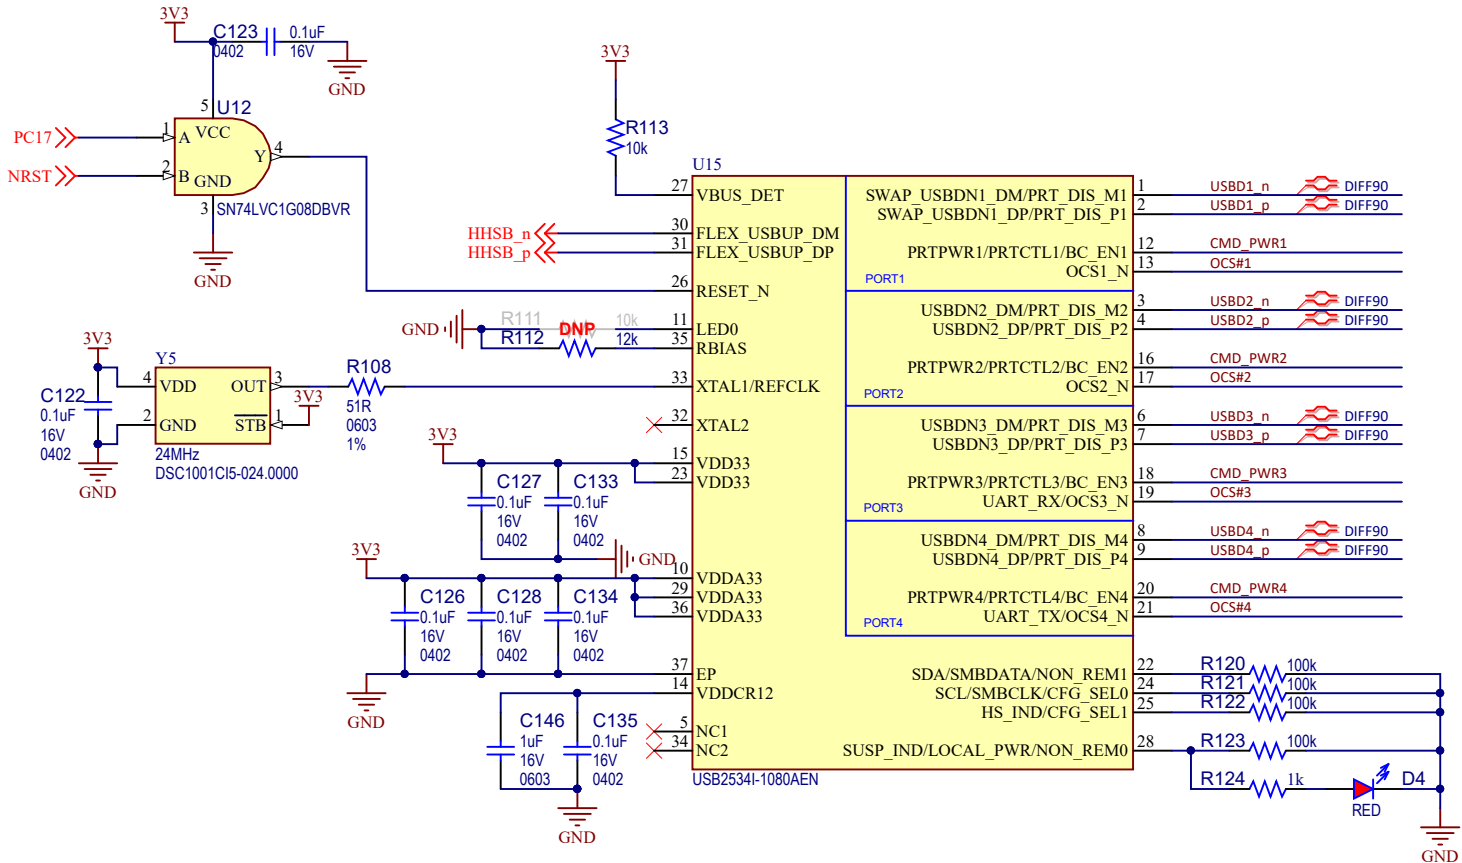 3V3
C123
0402
0.1uF
16V
GND
5
U12
PC17
1
A
VCC
Y
4
NRST
2
B
GND
3
SN74LVC1G08DBVR
GND
3V3
R113
10k
U15
27
VBUS_DET
HHSB_n
30
FLEX_USBUP_DM
HHSB_p
31
FLEX_USBUP_DP
26
RESET_N
GND
R111
DNP
10k
11
LED0
R112
12k
35
RBIAS
3V3
Y5
4
VDD
OUT
3
R108
51R
0603
1%
33
XTAL1/REFCLK
C122
0.1uF
16V
0402
2
GND
STB
1
3V3
24MHz
DSC1001CI5-024.0000
GND
32
XTAL2
3V3
15
VDD33
23
VDD33
C127
0.1uF
16V
0402
C133
0.1uF
16V
0402
GND
3V3
10
VDDA33
29
VDDA33
36
VDDA33
C126
0.1uF
16V
0402
C128
0.1uF
16V
0402
C134
0.1uF
16V
0402
GND
37
EP
14
VDDCR12
C146
1uF
16V
0603
C135
0.1uF
16V
0402
GND
5
NC1
34
NC2
USB2534I-1080AEN
SWAP_USBDN1_DM/PRT_DIS_M1
1
USBD1_n
DIFF90
SWAP_USBDN1_DP/PRT_DIS_P1
2
USBD1_p
DIFF90
PRTPWR1/PRTCTL1/BC_EN1
12
CMD_PWR1
OCS1_N
13
OCS#1
PORT1
USBDN2_DM/PRT_DIS_M2
3
USBD2_n
DIFF90
USBDN2_DP/PRT_DIS_P2
4
USBD2_p
DIFF90
PRTPWR2/PRTCTL2/BC_EN2
16
CMD_PWR2
OCS2_N
17
OCS#2
PORT2
USBDN3_DM/PRT_DIS_M3
6
USBD3_n
DIFF90
USBDN3_DP/PRT_DIS_P3
7
USBD3_p
DIFF90
PRTPWR3/PRTCTL3/BC_EN3
18
CMD_PWR3
UART_RX/OCS3_N
19
OCS#3
PORT3
USBDN4_DM/PRT_DIS_M4
8
USBD4_n
DIFF90
USBDN4_DP/PRT_DIS_P4
9
USBD4_p
DIFF90
PRTPWR4/PRTCTL4/BC_EN4
20
CMD_PWR4
UART_TX/OCS4_N
21
OCS#4
PORT4
SDA/SMBDATA/NON_REM1
22
R120
100k
SCL/SMBCLK/CFG_SEL0
24
R121
100k
HS_IND/CFG_SEL1
25
R122
100k
SUSP_IND/LOCAL_PWR/NON_REM0
28
R123
100k
R124
1k
D4
RED
GND